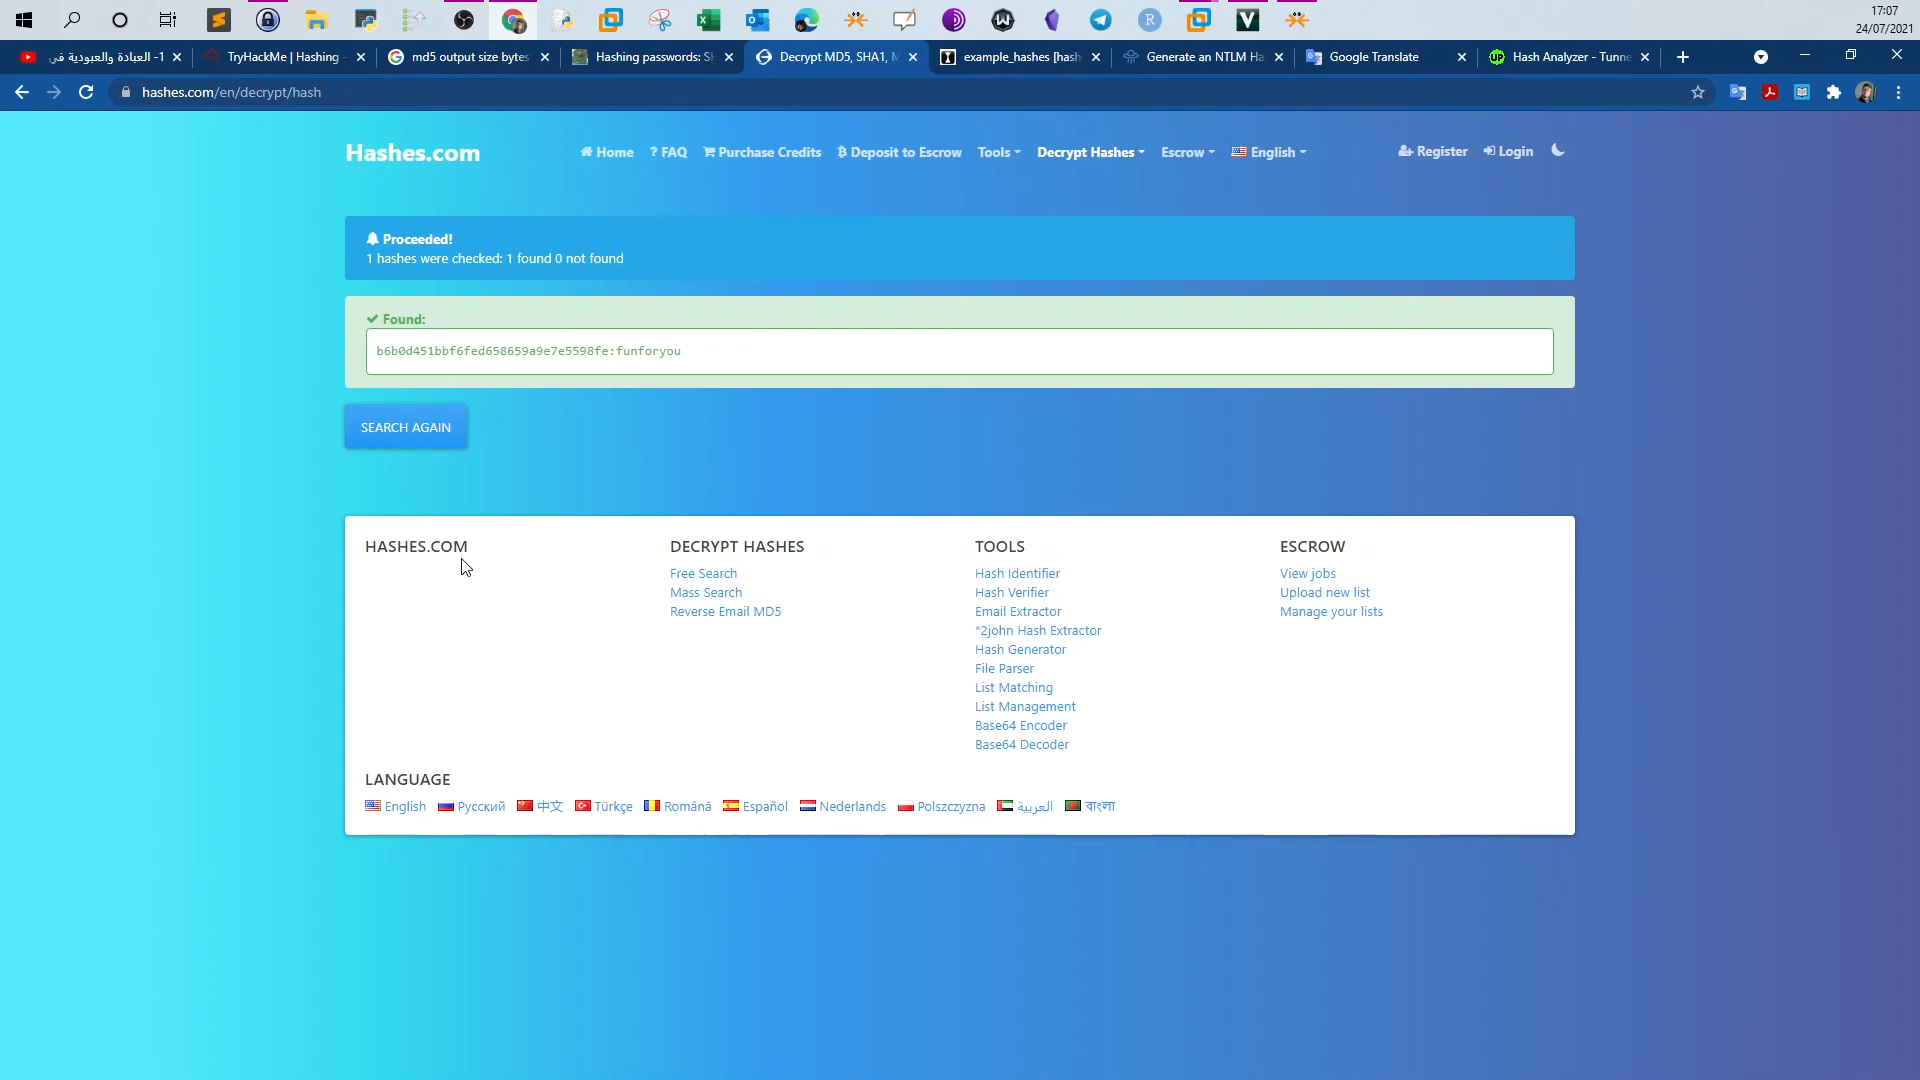 17:07
24/07/2021
1- العبادة والعبودية في
TryHackMe | Hashing -
md5 output size bytes
Hashing passwords: SH
Decrypt MD5, SHA1, M
example_hashes [hash
Generate an NTLM Ha
Google Translate
Hash Analyzer - Tunne
hashes.com/en/decrypt/hash
Hashes.com
Home
? FAQ
Purchase Credits
Deposit to Escrow
Tools
Decrypt Hashes
Escrow
English
Register
Login
Proceeded!
1 hashes were checked: 1 found 0 not found
Found:
b6b0d451bbf6fed658659a9e7e5598fe:funforyou
SEARCH AGAIN
HASHES.COM
DECRYPT HASHES
Free Search
Mass Search
Reverse Email MD5
TOOLS
Hash Identifier
Hash Verifier
Email Extractor
*2john Hash Extractor
Hash Generator
File Parser
List Matching
List Management
Base64 Encoder
Base64 Decoder
ESCROW
View jobs
Upload new list
Manage your lists
LANGUAGE
English Русский 中文 Türkçe Română Español Nederlands Polszczyzna العربية বাংলা